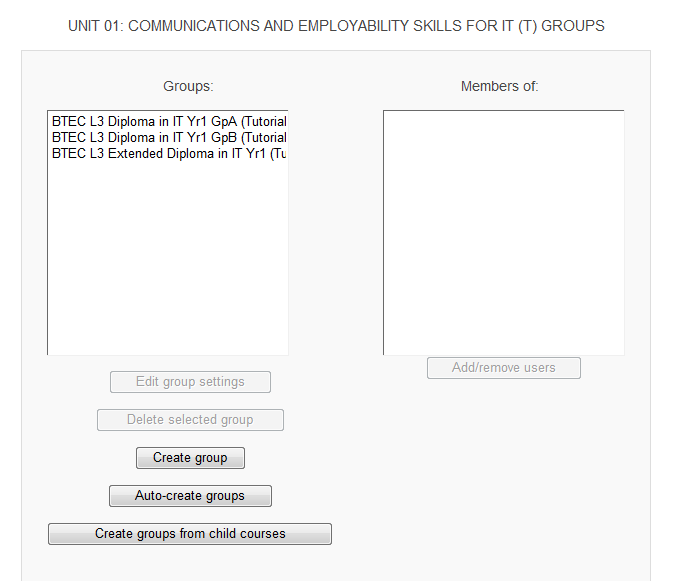 UNIT 01: COMMUNICATIONS AND EMPLOYABILITY SKILLS FOR IT (T) GROUPS
Groups:
BTEC L3 Diploma in IT Yr1 GpA (Tutorial
BTEC L3 Diploma in IT Yr1 GpB (Tutorial
BTEC L3 Extended Diploma in IT Yr1 (Tu
Edit group settings
Delete selected group
Create group
Auto-create groups
Create groups from child courses
Members of:
Add/remove users